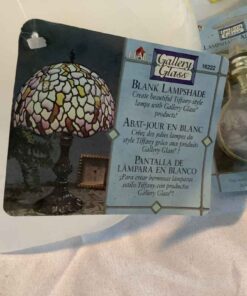 Gallery
Glass
16222
BLANK LAMPSHADE
Create beautiful Tiffany-style
lamps with Gallery Glass®
products!
ABAT-JOUR EN BLANC
Créez des jolies lampes du
style Tiffany grâce aux produits
Gallery Glass® !
PANTALLA DE
LÁMPARA EN BLANCO
¡Para crear hermosas lámparas
estilo Tiffany con productos
Gallery Glass®!
Gallery
Glass